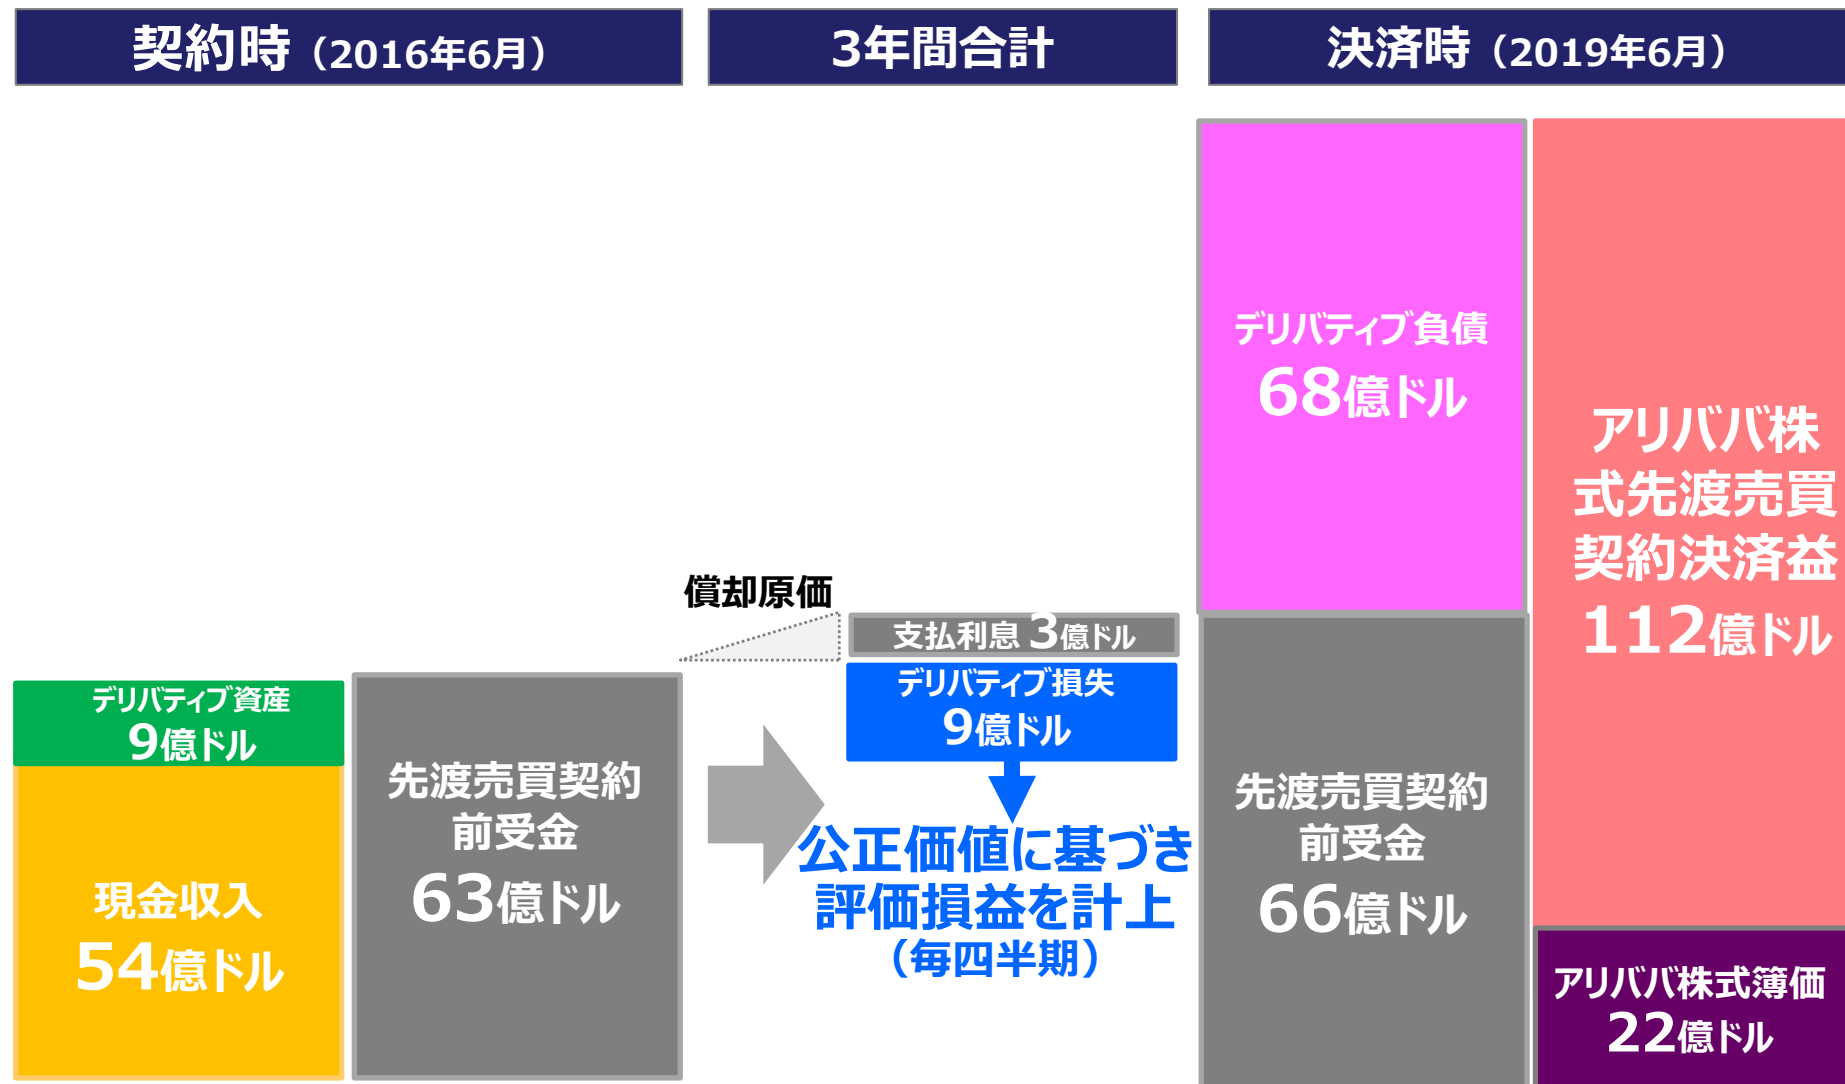 契約時（2016年6月）
3年間合計
決済時（2019年6月）
デリバティブ資産
9億ドル
現金収入
54億ドル
先渡売買契約
前受金
63億ドル
償却原価
支払利息 3億ドル
デリバティブ損失
9億ドル
公正価値に基づき
評価損益を計上
（毎四半期）
デリバティブ負債
68億ドル
先渡売買契約
前受金
66億ドル
アリババ株
式先渡売買
契約決済益
112億ドル
アリババ株式簿価
22億ドル